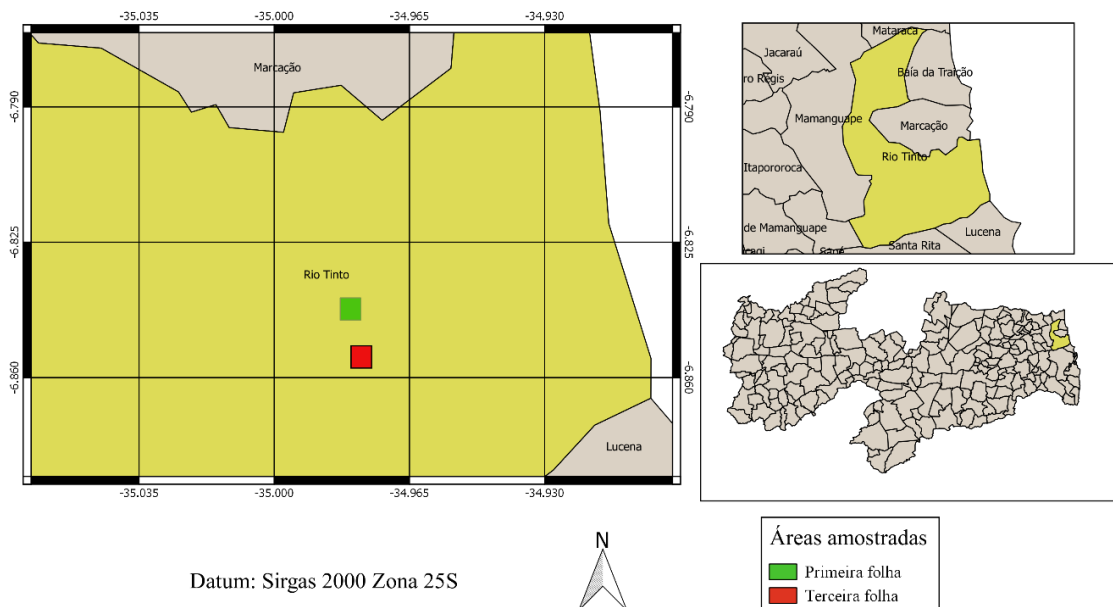 -35.035 -35.000 -34.965 -34.930
Marcação
-6.790 -6.790
-6.825 -6.825
Rio Tinto
-6.860 -6.860
Lucena
-35.035 -35.000 -34.965 -34.930
Mataraca
Jacaraú
Baía da Traição
ro Regis
Mamanguape
Marcação
Rio Tinto
Itapororoca
de Mamanguape
Lucena
Santa Rita
Datum: Sirgas 2000 Zona 25S
N
Áreas amostradas
Primeira folha
Terceira folha